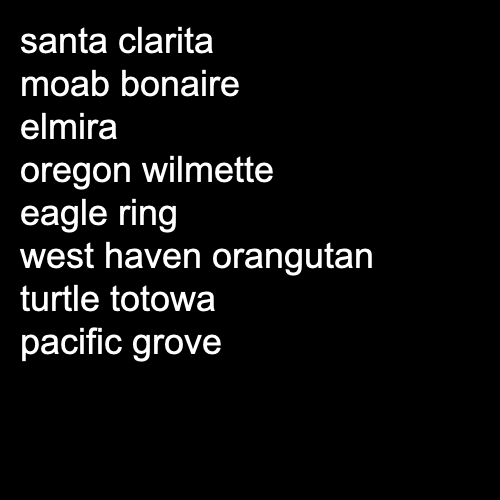 santa clarita
moab bonaire
elmira
oregon wilmette
eagle ring
west haven orangutan
turtle totowa
pacific grove